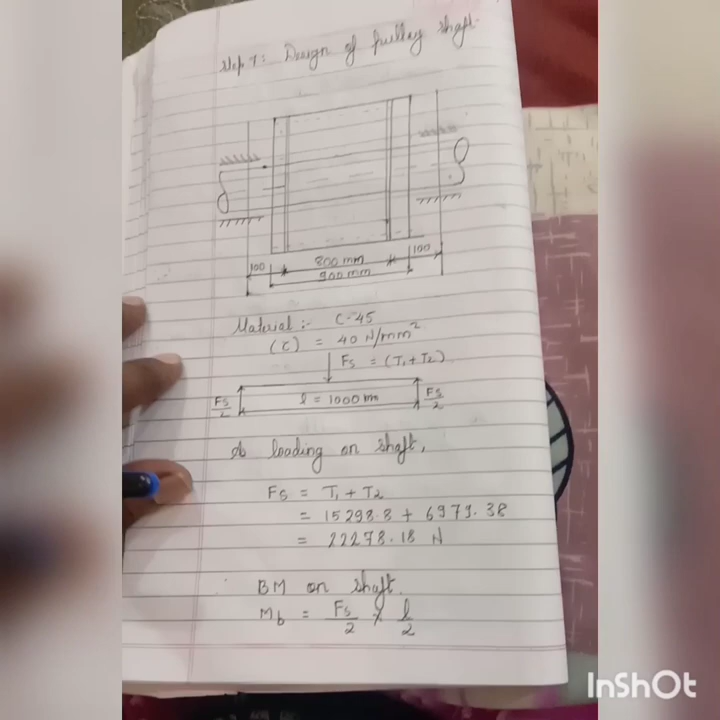 Step 7: Design of pulley shaft.
100
800 mm
100
900 mm
Material :- C-45
(τ) = 40 N/mm²
Fs = (T₁ + T₂)
Fs/2
l = 1000 m
Fs/2
loading on shaft,
Fs = T₁ + T₂
= 15298.8 + 6979.38
= 22278.18 N
BM on shaft.
Mb = Fs/2 × l/2
InShOt